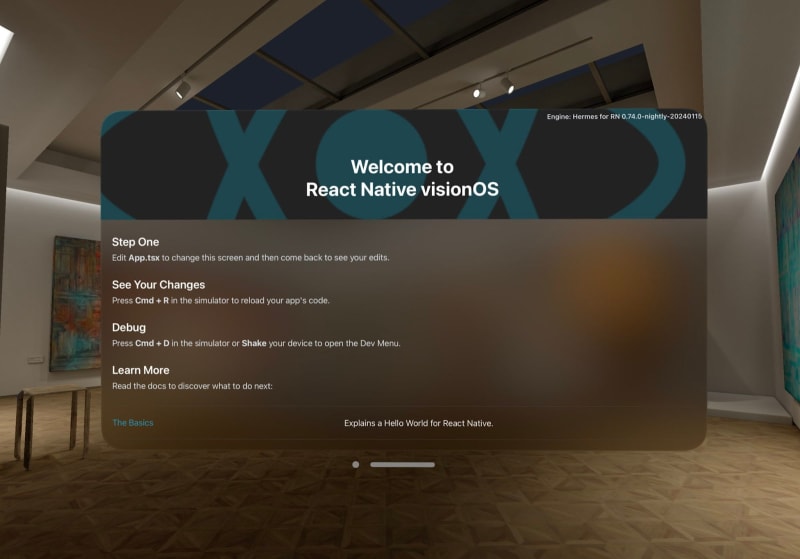 Engine: Hermes for RN 0.74.0-nightly-20240115
Welcome to
React Native visionOS
Step One
Edit App.tsx to change this screen and then come back to see your edits.
See Your Changes
Press Cmd + R in the simulator to reload your app's code.
Debug
Press Cmd + D in the simulator or Shake your device to open the Dev Menu.
Learn More
Read the docs to discover what to do next:
The Basics
Explains a Hello World for React Native.